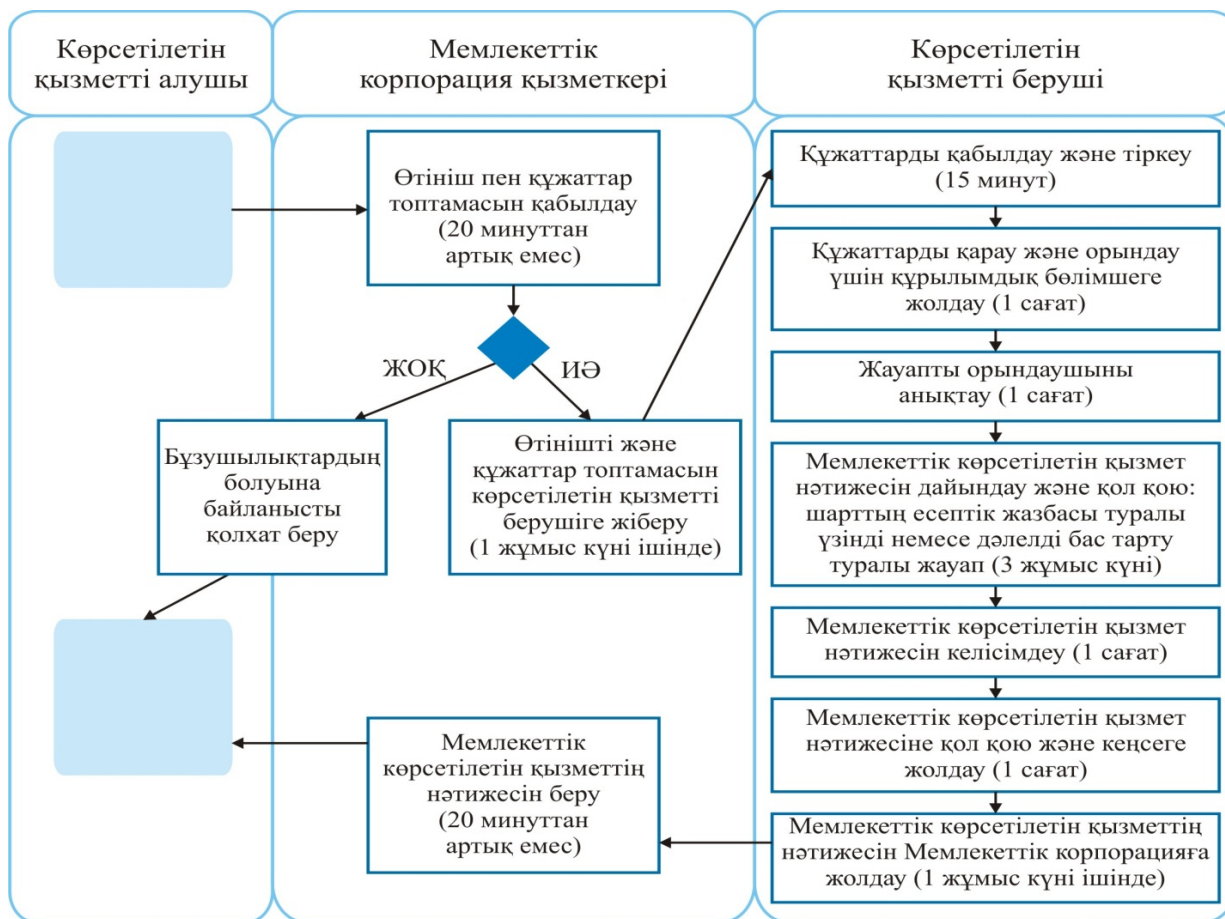 Көрсетілетін
қызметті алушы
Мемлекеттік
корпорация қызметкері
Көрсетілетін
қызметті беруші
Өтініш пен құжаттар
топтамасын қабылдау
(20 минуттан
артық емес)
ЖОҚ
ИӘ
Бұзушылықтардың
болуына
байланысты
қолхат беру
Өтінішті және
құжаттар топтамасын
көрсетілетін қызметті
берушіге жіберу
(1 жұмыс күні ішінде)
Құжаттарды қабылдау және тіркеу
(15 минут)
Құжаттарды қарау және орындау
үшін құрылымдық бөлімшеге
жолдау (1 сағат)
Жауапты орындаушыны
анықтау (1 сағат)
Мемлекеттік көрсетілетін қызмет
нәтижесін дайындау және қол қою:
шарттың есептік жазбасы туралы
үзінді немесе дәлелді бас тарту
туралы жауап (3 жұмыс күні)
Мемлекеттік көрсетілетін қызмет
нәтижесін келісімдеу (1 сағат)
Мемлекеттік көрсетілетін қызмет
нәтижесіне қол қою және кеңсеге
жолдау (1 сағат)
Мемлекеттік көрсетілетін қызметтің
нәтижесін Мемлекеттік корпорацияға
жолдау (1 жұмыс күні ішінде)
Мемлекеттік
көрсетілетін қызметтің
нәтижесін беру
(20 минуттан
артық емес)